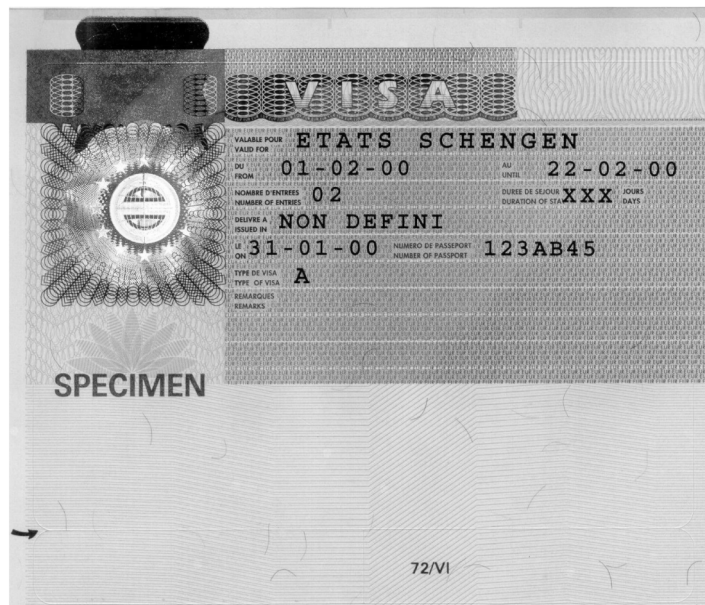 VISA
VALABLE POUR ETATS SCHENGEN
VALID FOR
DU 01-02-00 AU 22-02-00
FROM UNTIL
NOMBRE D'ENTREES 02 DUREE DE SEJOUR XXX JOURS
NUMBER OF ENTRIES DURATION OF STA DAYS
DELIVRE A NON DEFINI
ISSUED IN
LE 31-01-00 NUMERO DE PASSEPORT 123AB45
ON NUMBER OF PASSPORT
TYPE DE VISA A
TYPE OF VISA
REMARQUES
REMARKS
SPECIMEN
72/VI